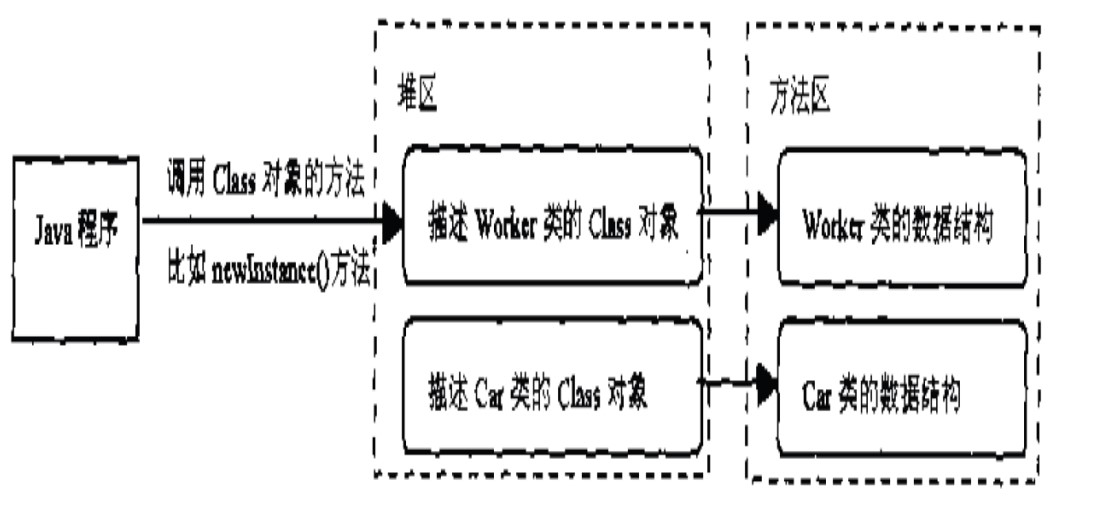 堆区
方法区
调用 Class 对象的方法
Java 程序
描述 Worker 类的 Class 对象
Worker 类的数据结构
比如 newInstance()方法
描述 Car 类的 Class 对象
Car 类的数据结构